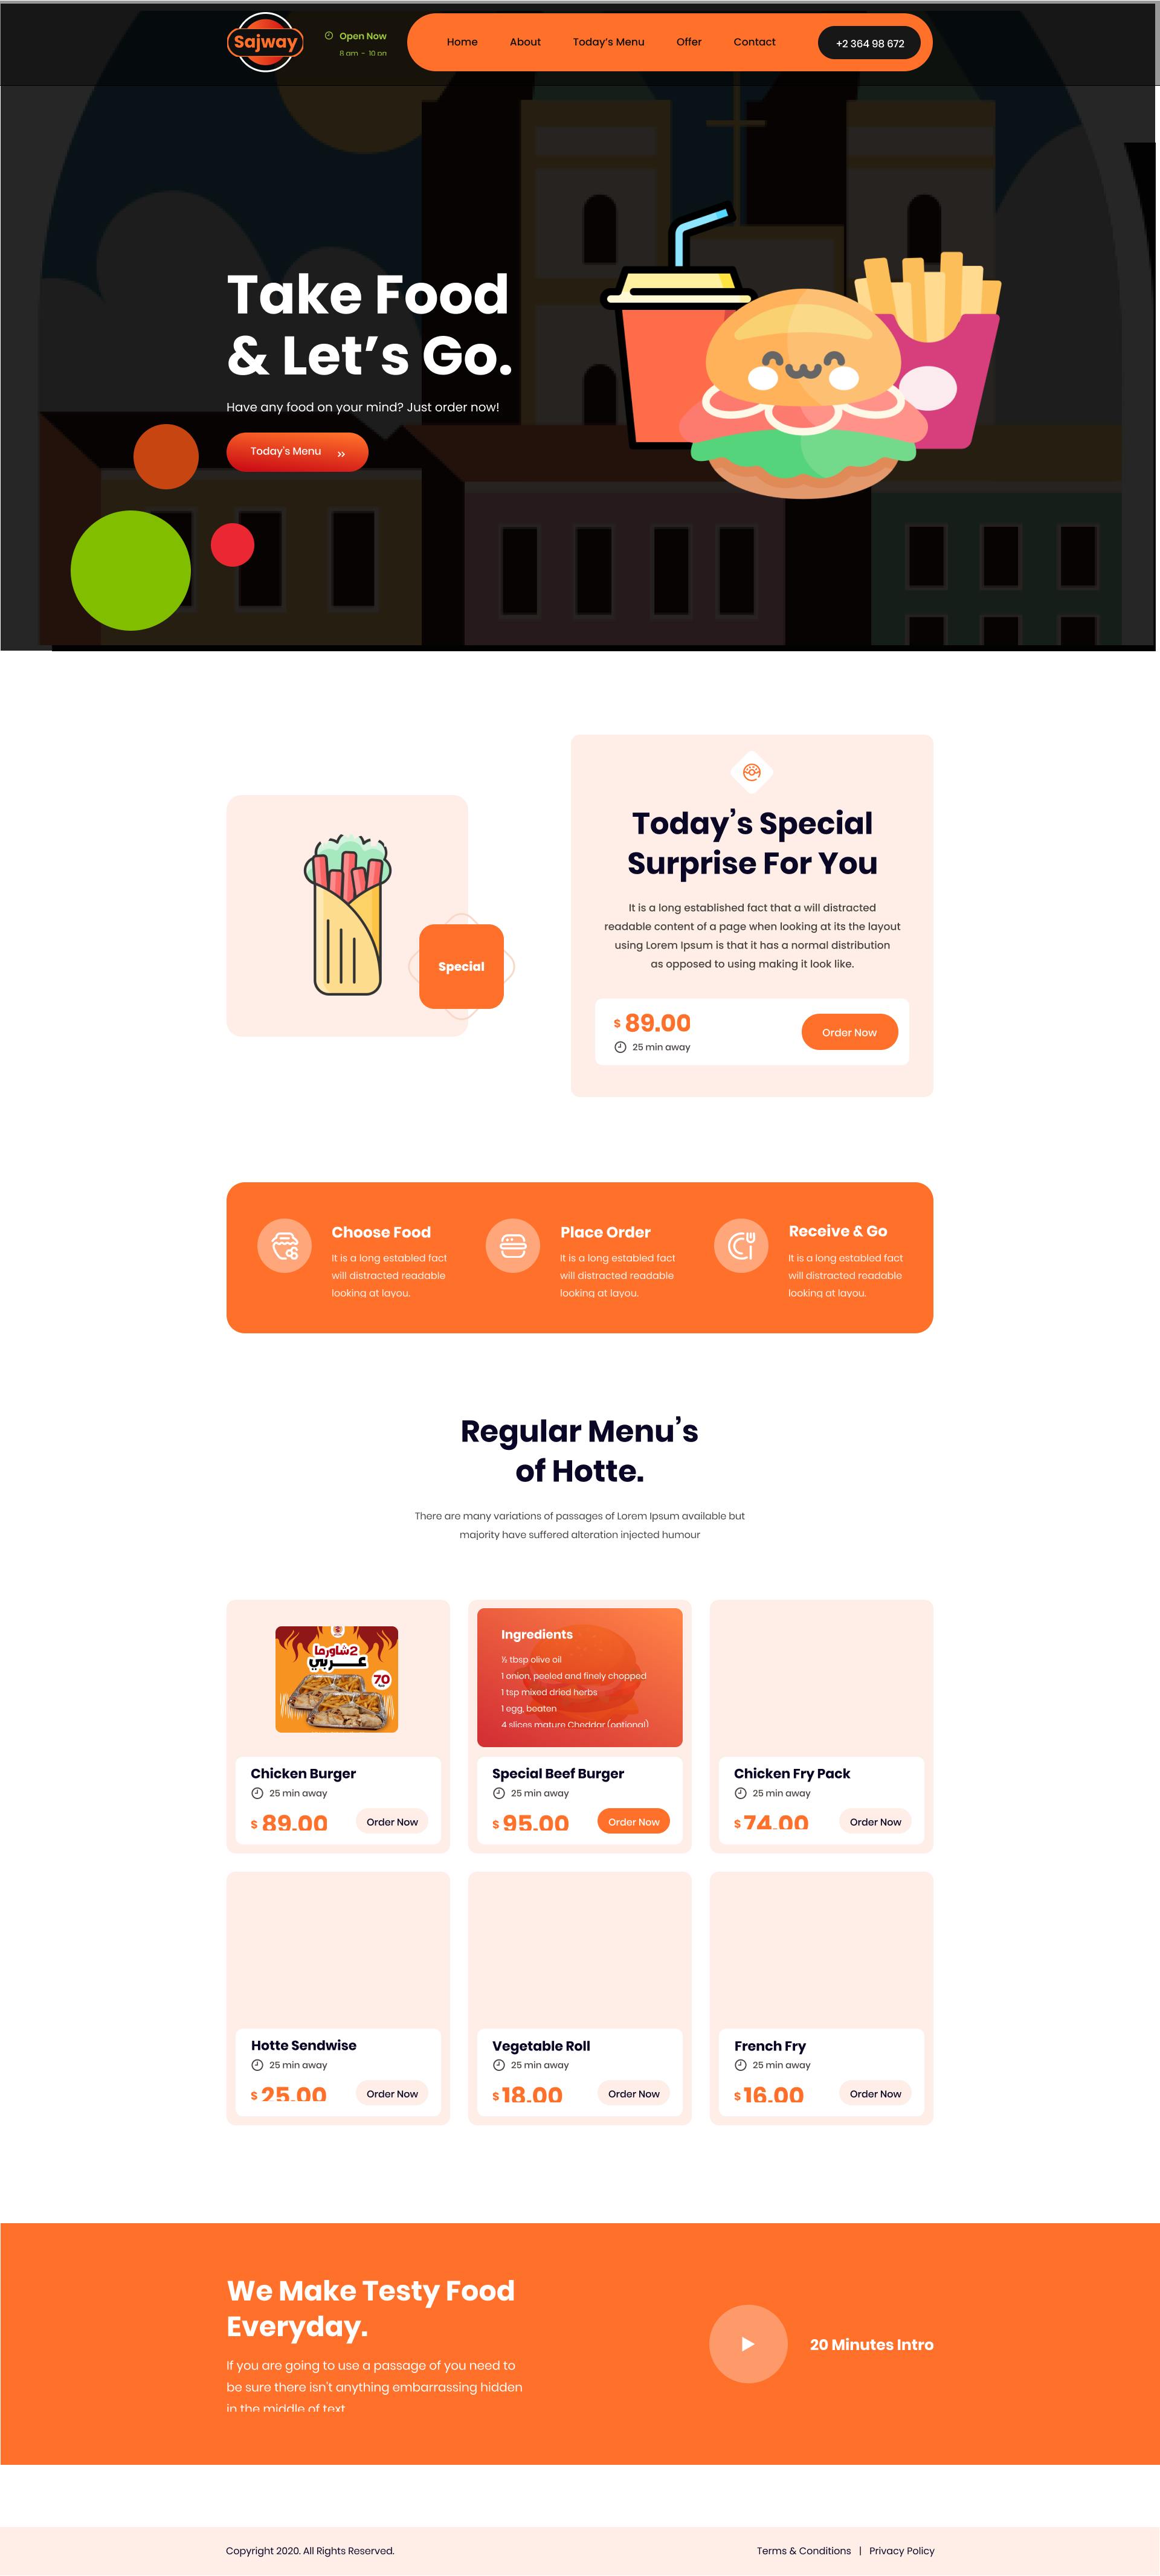 Sajway
Open Now
8 am - 10 pn
Home
About
Today's Menu
Offer
Contact
+2 364 98 672
Take Food
& Let's Go.
Have any food on your mind? Just order now!
Today's Menu »
Special
Today's Special
Surprise For You
It is a long established fact that a will distracted
readable content of a page when looking at its the layout
using Lorem Ipsum is that it has a normal distribution
as opposed to using making it look like.
$ 89.00
25 min away
Order Now
Choose Food
It is a long establed fact
will distracted readable
looking at layou.
Place Order
It is a long establed fact
will distracted readable
looking at layou.
Receive & Go
It is a long establed fact
will distracted readable
looking at layou.
Regular Menu's
of Hotte.
There are many variations of passages of Lorem Ipsum available but
majority have suffered alteration injected humour
2شاورما
عربي
70
Chicken Burger
25 min away
$ 89.00
Order Now
Ingredients
½ tbsp olive oil
1 onion, peeled and finely chopped
1 tsp mixed dried herbs
1 egg, beaten
4 slices mature Cheddar (optional)
Special Beef Burger
25 min away
$ 95.00
Order Now
Chicken Fry Pack
25 min away
$ 74.00
Order Now
Hotte Sendwise
25 min away
$ 25.00
Order Now
Vegetable Roll
25 min away
$ 18.00
Order Now
French Fry
25 min away
$ 16.00
Order Now
We Make Testy Food
Everyday.
If you are going to use a passage of you need to
be sure there isn't anything embarrassing hidden
in the middle of text
20 Minutes Intro
Copyright 2020. All Rights Reserved.
Terms & Conditions | Privacy Policy